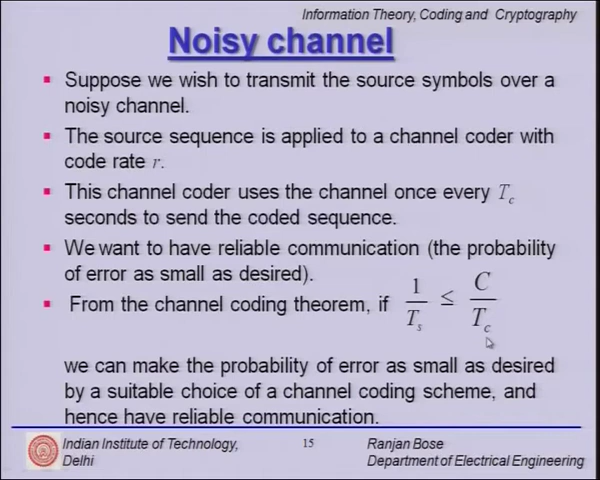 Information Theory, Coding and Cryptography
Noisy channel
▪ Suppose we wish to transmit the source symbols over a
noisy channel.
▪ The source sequence is applied to a channel coder with
code rate r.
▪ This channel coder uses the channel once every T_c
seconds to send the coded sequence.
▪ We want to have reliable communication (the probability
of error as small as desired).
▪ From the channel coding theorem, if 1/T_s ≤ C/T_c
we can make the probability of error as small as desired
by a suitable choice of a channel coding scheme, and
hence have reliable communication.
Indian Institute of Technology,
Delhi
15
Ranjan Bose
Department of Electrical Engineering